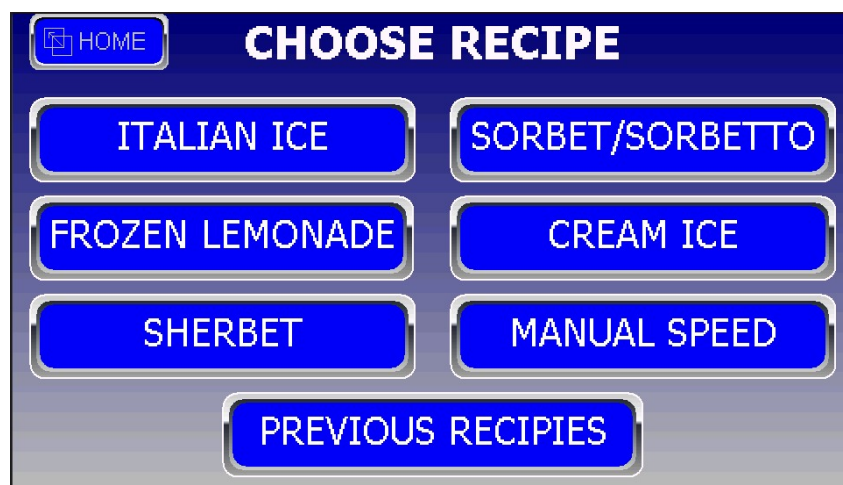 HOME
CHOOSE RECIPE
ITALIAN ICE
SORBET/SORBETTO
FROZEN LEMONADE
CREAM ICE
SHERBET
MANUAL SPEED
PREVIOUS RECIPIES